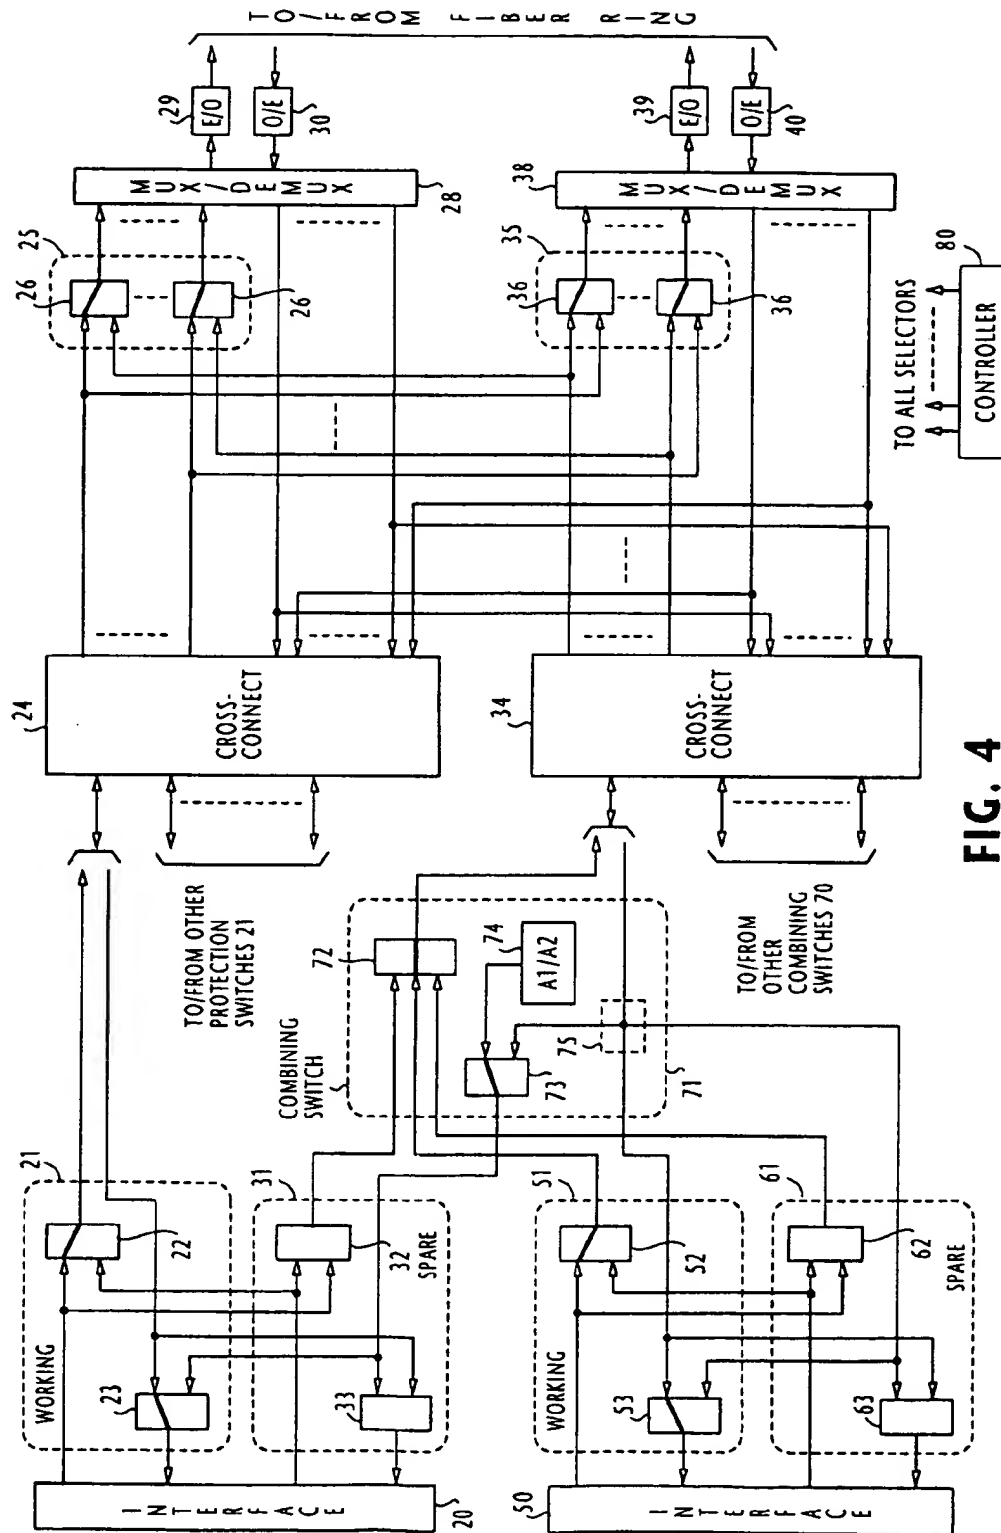 TO/FROM FIBER RING
29
E/O
O/E
30
39
E/O
O/E
40
MUX/DEMUX
28
MUX/DEMUX
38
25
26
26
35
36
36
TO ALL SELECTORS
80
CONTROLLER
24
CROSS-
CONNECT
34
CROSS-
CONNECT
TO/FROM OTHER
PROTECTION
SWITCHES 21
COMBINING
SWITCH
72
74
A1/A2
73
75
71
TO/FROM
OTHER
COMBINING
SWITCHES 70
21
22
WORKING
23
31
32
SPARE
33
51
52
WORKING
53
61
62
SPARE
63
INTERFACE
20
INTERFACE
50
FIG. 4